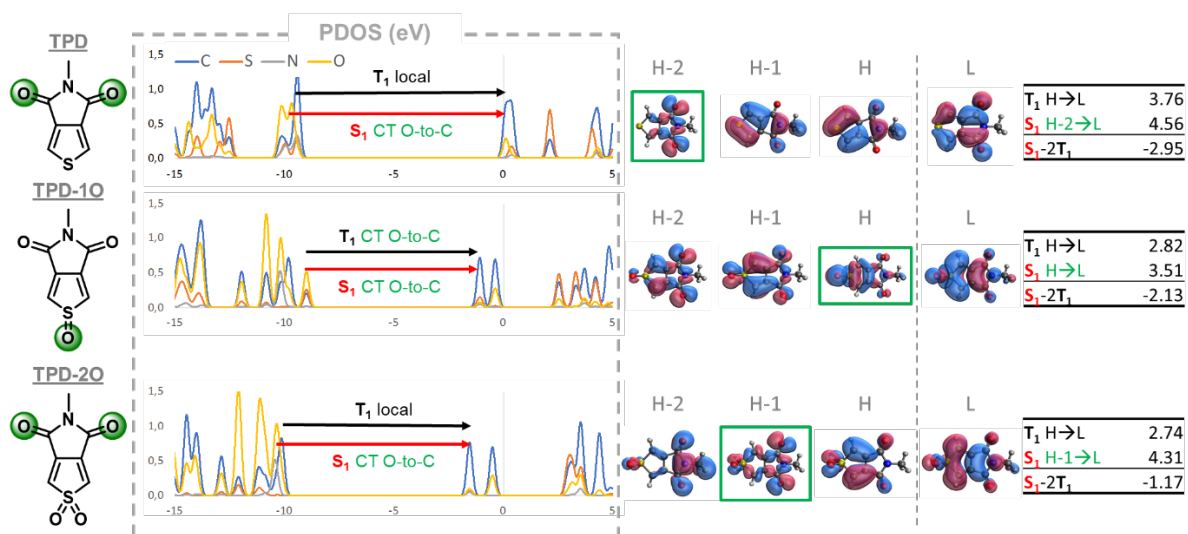 PDOS (eV)
TPD
N
O
O
S
1,5
1,0
0,5
0,0
C S N O
T1 local
S1 CT O-to-C
-15 -10 -5 0 5
H-2 H-1 H L
T1 H→L 3.76
S1 H-2→L 4.56
S1-2T1 -2.95
TPD-1O
N
O
O
S
O
1,5
1,0
0,5
0,0
T1 CT O-to-C
S1 CT O-to-C
-15 -10 -5 0 5
H-2 H-1 H L
T1 H→L 2.82
S1 H→L 3.51
S1-2T1 -2.13
TPD-2O
N
O
O
S
O O
1,5
1,0
0,5
0,0
T1 local
S1 CT O-to-C
-15 -10 -5 0 5
H-2 H-1 H L
T1 H→L 2.74
S1 H-1→L 4.31
S1-2T1 -1.17